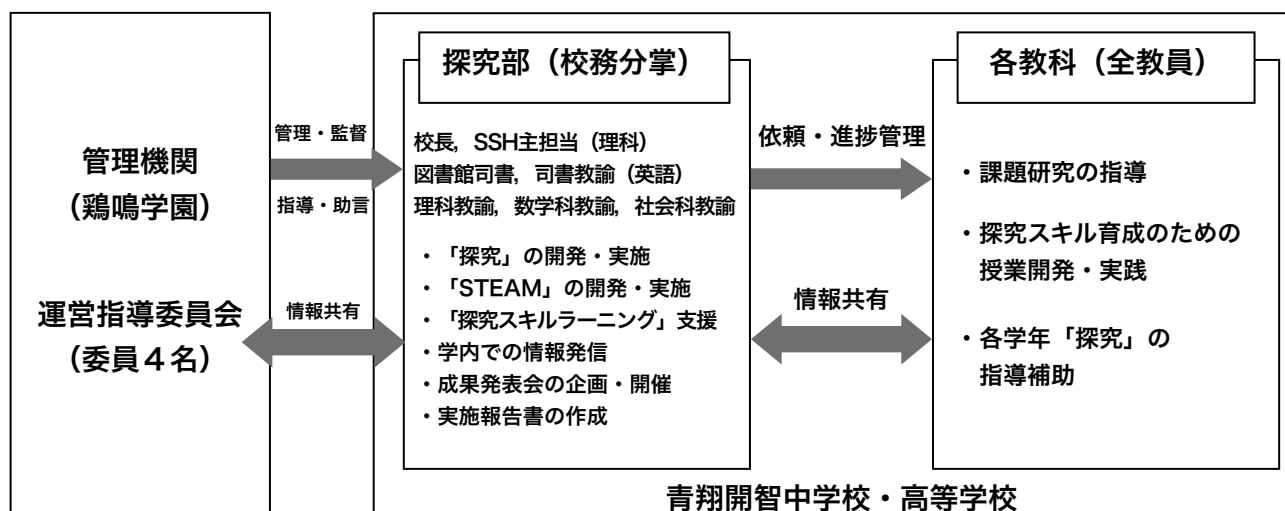 管理機関
（鶏鳴学園）
運営指導委員会
（委員４名）
管理・監督
指導・助言
情報共有
探究部（校務分掌）
校長，SSH主担当（理科）
図書館司書，司書教諭（英語）
理科教諭，数学科教諭，社会科教諭
・「探究」の開発・実施
・「STEAM」の開発・実施
・「探究スキルラーニング」支援
・学内での情報発信
・成果発表会の企画・開催
・実施報告書の作成
依頼・進捗管理
情報共有
各教科（全教員）
・課題研究の指導
・探究スキル育成のための
授業開発・実践
・各学年「探究」の
指導補助
青翔開智中学校・高等学校